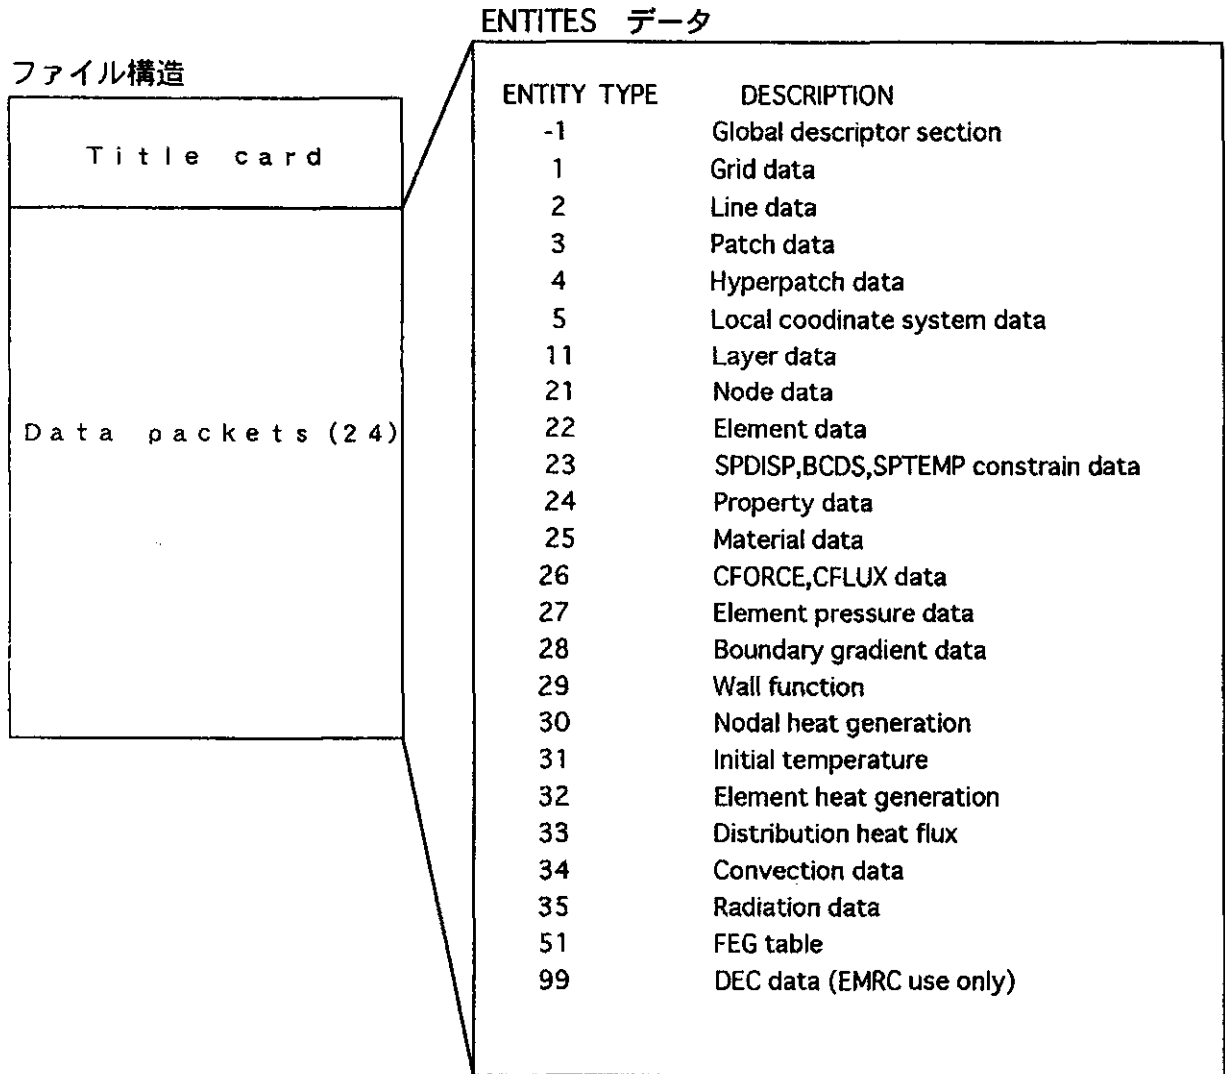 ENTITES データ
ファイル構造
Title card
Data packets(24)
ENTITY TYPE DESCRIPTION
-1 Global descriptor section
1 Grid data
2 Line data
3 Patch data
4 Hyperpatch data
5 Local coodinate system data
11 Layer data
21 Node data
22 Element data
23 SPDISP,BCDS,SPTEMP constrain data
24 Property data
25 Material data
26 CFORCE,CFLUX data
27 Element pressure data
28 Boundary gradient data
29 Wall function
30 Nodal heat generation
31 Initial temperature
32 Element heat generation
33 Distribution heat flux
34 Convection data
35 Radiation data
51 FEG table
99 DEC data (EMRC use only)